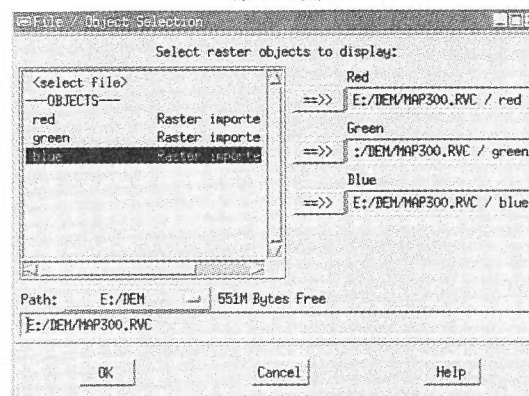 File / Object Selection
Select raster objects to display:
<select file>
---OBJECTS---
red Raster importe
green Raster importe
blue Raster importe
Red
==>> E:/DEM/MAP300.RVC / red
Green
==>> :/DEM/MAP300.RVC / green
Blue
==>> E:/DEM/MAP300.RVC / blue
Path: E:/DEM 551M Bytes Free
E:/DEM/MAP300.RVC
OK Cancel Help